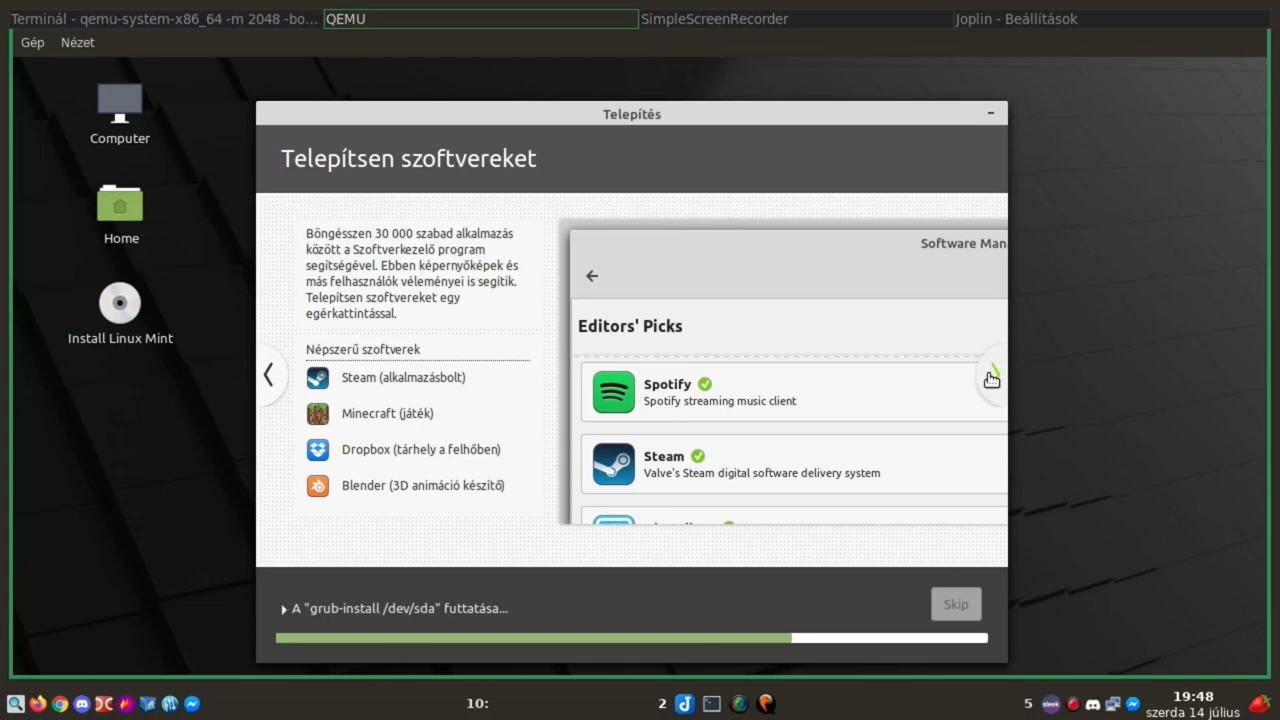 Terminál - qemu-system-x86_64 -m 2048 -bo...
QEMU
SimpleScreenRecorder
Joplin - Beállítások
Gép
Nézet
Computer
Home
Install Linux Mint
Telepítés
Telepítsen szoftvereket
Böngésszen 30 000 szabad alkalmazás
között a Szoftverkezelő program
segítségével. Ebben képernyőképek és
más felhasználók véleményei is segítik.
Telepítsen szoftvereket egy
egérkattintással.
Népszerű szoftverek
Steam (alkalmazásbolt)
Minecraft (játék)
Dropbox (tárhely a felhőben)
Blender (3D animáció készítő)
Software Man
Editors' Picks
Spotify
Spotify streaming music client
Steam
Valve's Steam digital software delivery system
A "grub-install /dev/sda" futtatása...
Skip
10:
2
5
sleek
19:48
szerda 14 július